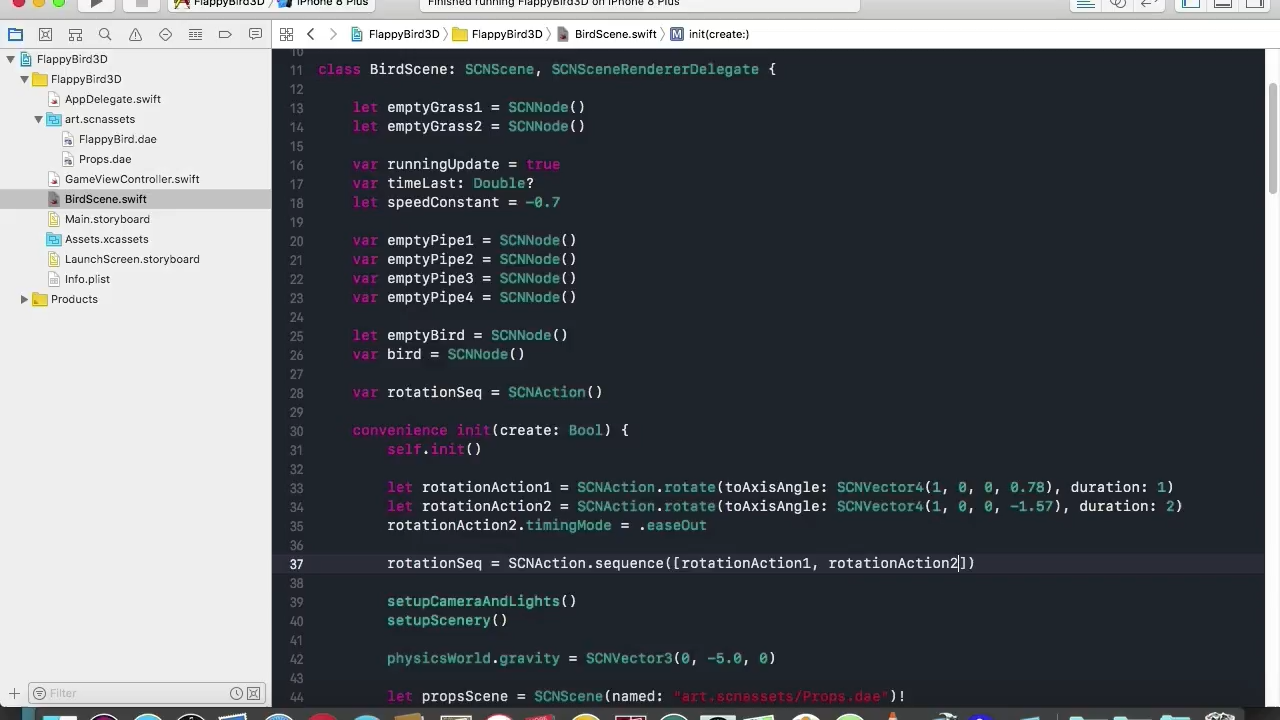 FlappyBird3D iPhone 8 Plus Finished running FlappyBird3D on iPhone 8 Plus
FlappyBird3D
FlappyBird3D
AppDelegate.swift
art.scnassets
FlappyBird.dae
Props.dae
GameViewController.swift
BirdScene.swift
Main.storyboard
Assets.xcassets
LaunchScreen.storyboard
Info.plist
Products
Filter
FlappyBird3D FlappyBird3D BirdScene.swift M init(create:)
10
11 class BirdScene: SCNScene, SCNSceneRendererDelegate {
12
13 let emptyGrass1 = SCNNode()
14 let emptyGrass2 = SCNNode()
15
16 var runningUpdate = true
17 var timeLast: Double?
18 let speedConstant = -0.7
19
20 var emptyPipe1 = SCNNode()
21 var emptyPipe2 = SCNNode()
22 var emptyPipe3 = SCNNode()
23 var emptyPipe4 = SCNNode()
24
25 let emptyBird = SCNNode()
26 var bird = SCNNode()
27
28 var rotationSeq = SCNAction()
29
30 convenience init(create: Bool) {
31 self.init()
32
33 let rotationAction1 = SCNAction.rotate(toAxisAngle: SCNVector4(1, 0, 0, 0.78), duration: 1)
34 let rotationAction2 = SCNAction.rotate(toAxisAngle: SCNVector4(1, 0, 0, -1.57), duration: 2)
35 rotationAction2.timingMode = .easeOut
36
37 rotationSeq = SCNAction.sequence([rotationAction1, rotationAction2])
38
39 setupCameraAndLights()
40 setupScenery()
41
42 physicsWorld.gravity = SCNVector3(0, -5.0, 0)
43
44 let propsScene = SCNScene(named: "art.scnassets/Props.dae")!